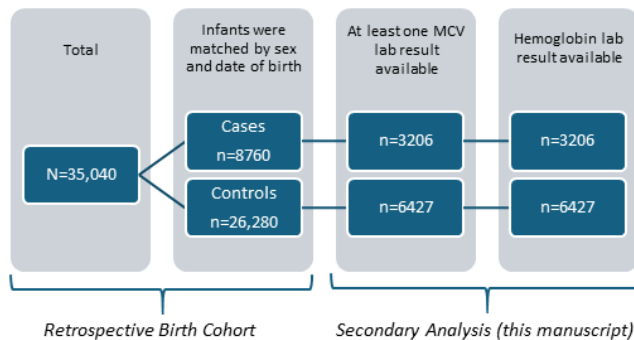 Total
Infants were
matched by sex
and date of birth
At least one MCV
lab result
available
Hemoglobin lab
result available
N=35,040
Cases
n=8760
n=3206
n=3206
Controls
n=26,280
n=6427
n=6427
Retrospective Birth Cohort
Secondary Analysis (this manuscript)